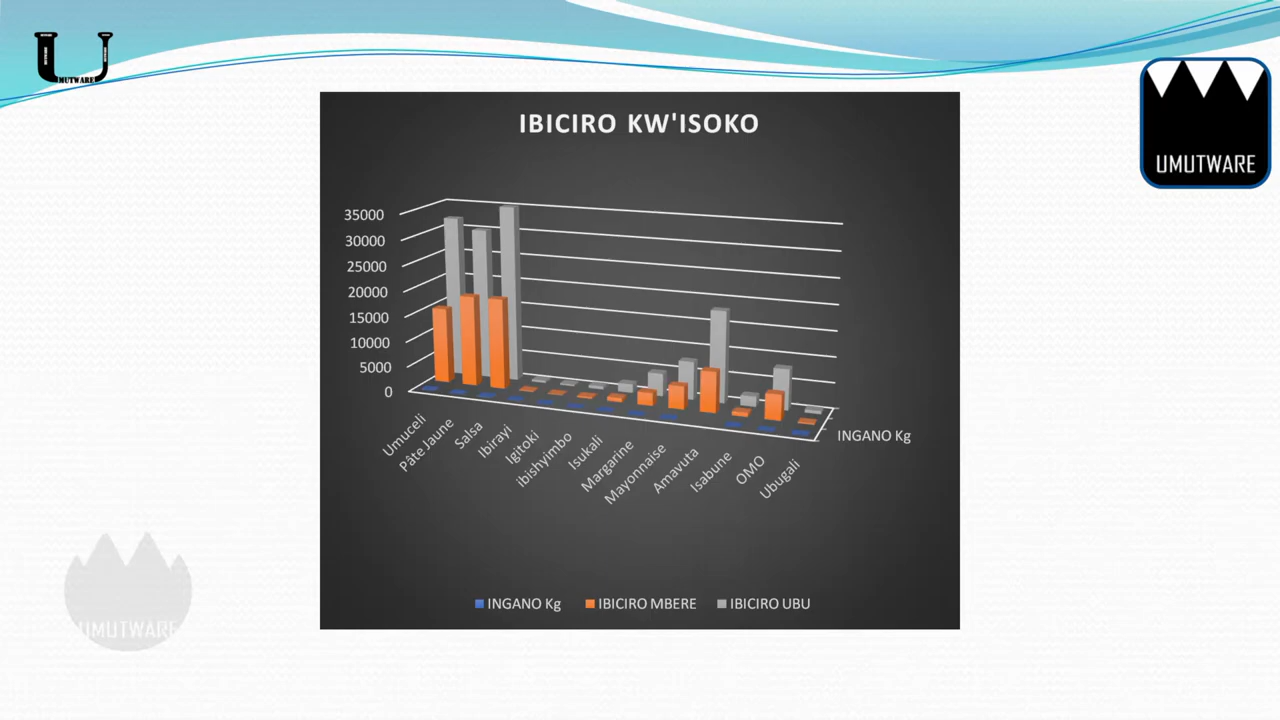 MUTWARE
UMUTWARE
IBICIRO KW'ISOKO
35000
30000
25000
20000
15000
10000
5000
0
Umuceli
Pâte Jaune
Salsa
Ibirayi
Igitoki
ibishyimbo
Isukali
Margarine
Mayonnaise
Amavuta
Isabune
OMO
Ubugali
INGANO Kg
INGANO Kg IBICIRO MBERE IBICIRO UBU
UMUTWARE